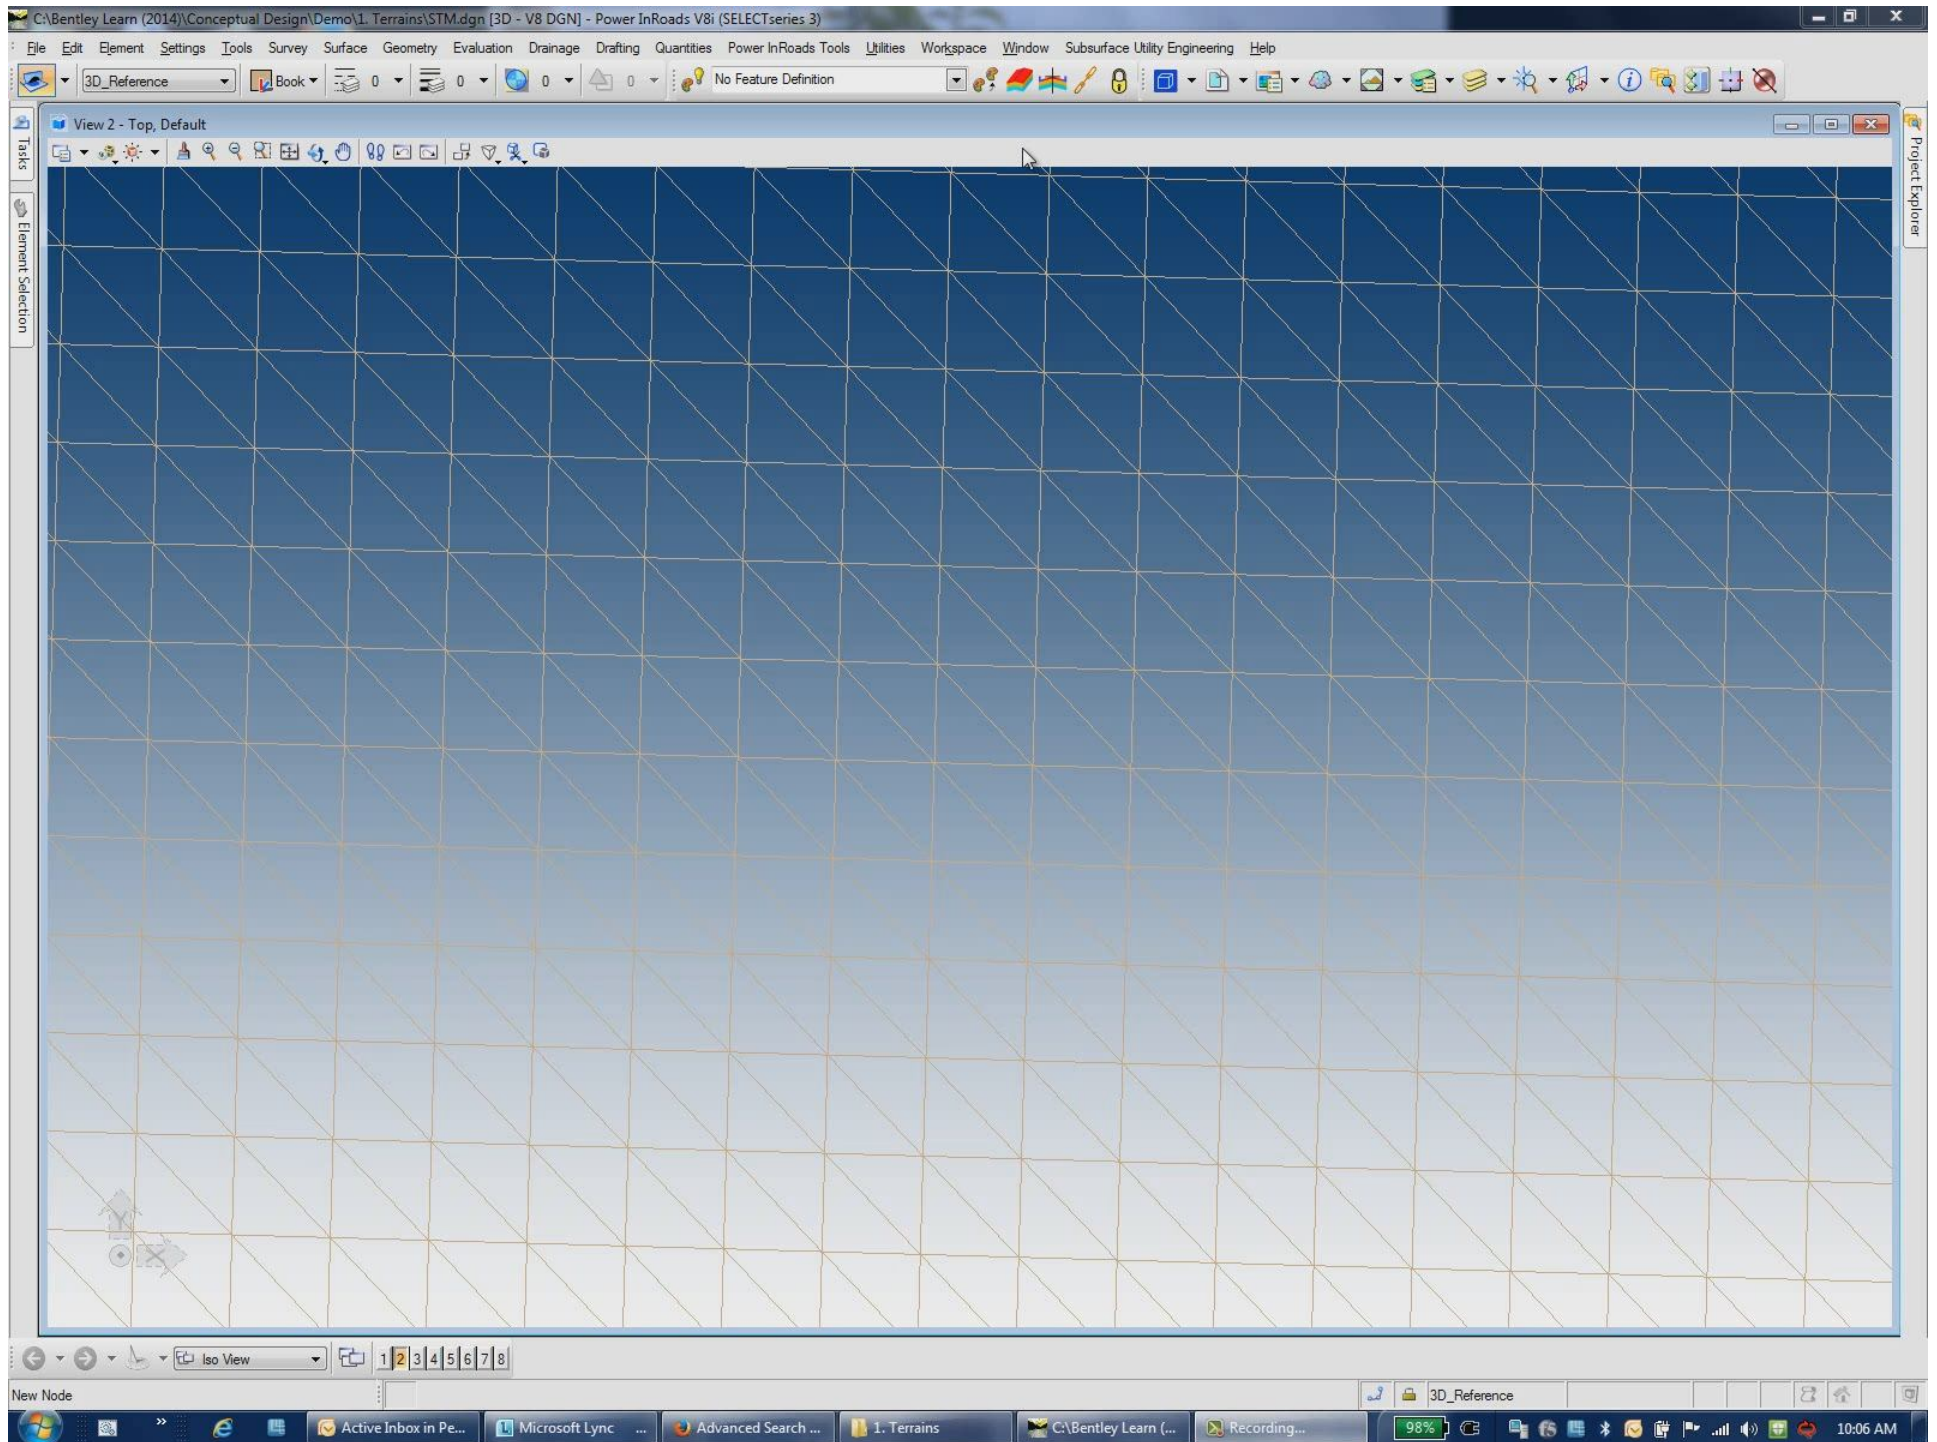 C:\Bentley Learn (2014)\Conceptual Design\Demo\1. Terrains\STM.dgn [3D - V8 DGN] - Power InRoads V8i (SELECTseries 3)
File Edit Element Settings Tools Survey Surface Geometry Evaluation Drainage Drafting Quantities Power InRoads Tools Utilities Workspace Window Subsurface Utility Engineering Help
3D_Reference Book 0 0 0 0 No Feature Definition
View 2 - Top, Default
Tasks
Element Selection
Project Explorer
Y
X
Iso View 1 2 3 4 5 6 7 8
New Node 3D_Reference
Active Inbox in Pe... Microsoft Lync ... Advanced Search ... 1. Terrains C:\Bentley Learn (... Recording... 98% 10:06 AM